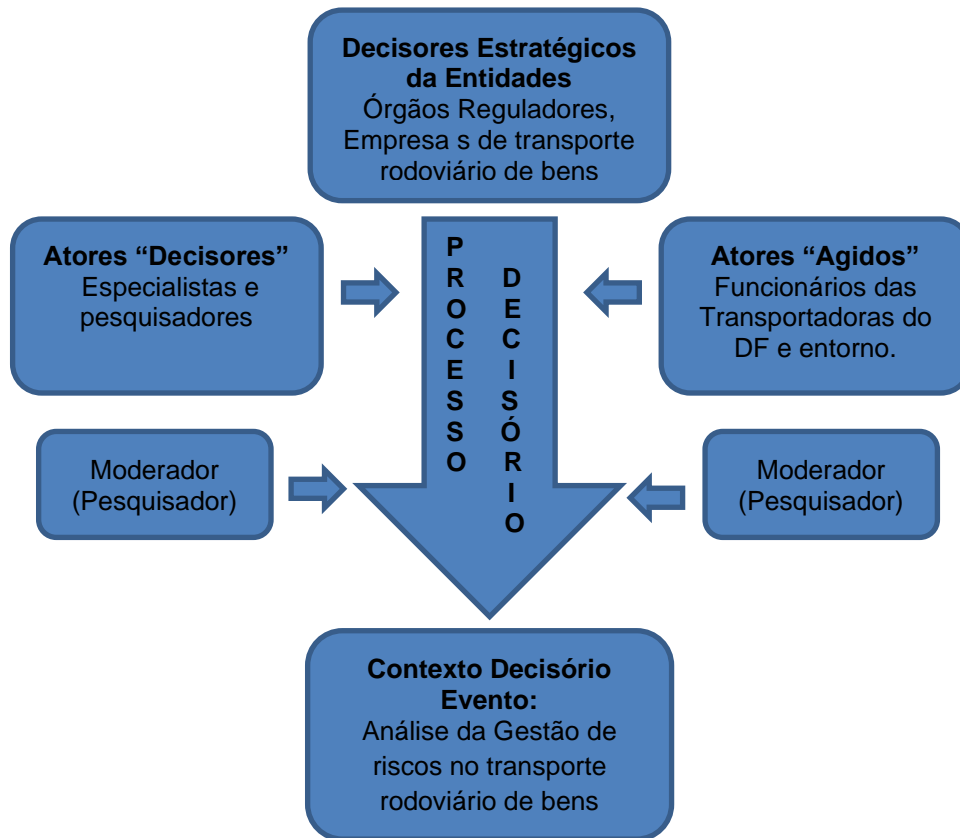 Decisores Estratégicos
da Entidades
Órgãos Reguladores,
Empresa s de transporte
rodoviário de bens
Atores “Decisores”
Especialistas e
pesquisadores
PROCESSO
DECISÓRIO
Atores “Agidos”
Funcionários das
Transportadoras do
DF e entorno.
Moderador
(Pesquisador)
Moderador
(Pesquisador)
Contexto Decisório
Evento:
Análise da Gestão de
riscos no transporte
rodoviário de bens